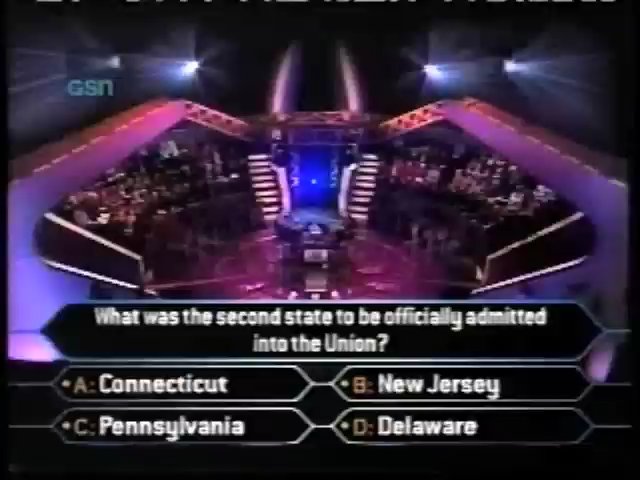 GSN
What was the second state to be officially admitted
into the Union?
A: Connecticut
B: New Jersey
C: Pennsylvania
D: Delaware